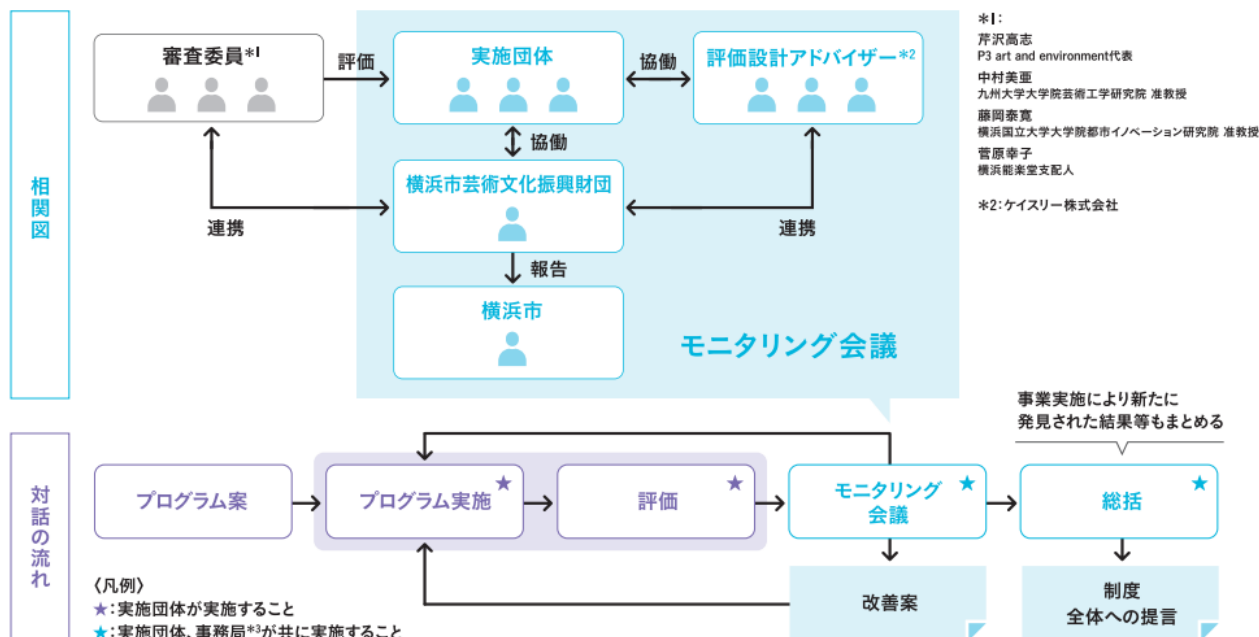 相関図
審査委員*1
評価
実施団体
協働
評価設計アドバイザー*2
協働
横浜市芸術文化振興財団
連携
連携
報告
横浜市
モニタリング会議
*1:
芹沢高志
P3 art and environment代表
中村美亜
九州大学大学院芸術工学研究院 准教授
藤岡泰寛
横浜国立大学大学院都市イノベーション研究院 准教授
菅原幸子
横浜能楽堂支配人
*2:ケイスリー株式会社
対話の流れ
事業実施により新たに
発見された結果等もまとめる
プログラム案
プログラム実施 ★
評価 ★
モニタリング ★
会議
総括 ★
改善案
制度
全体への提言
〈凡例〉
★:実施団体が実施すること
★:実施団体、事務局*3が共に実施すること